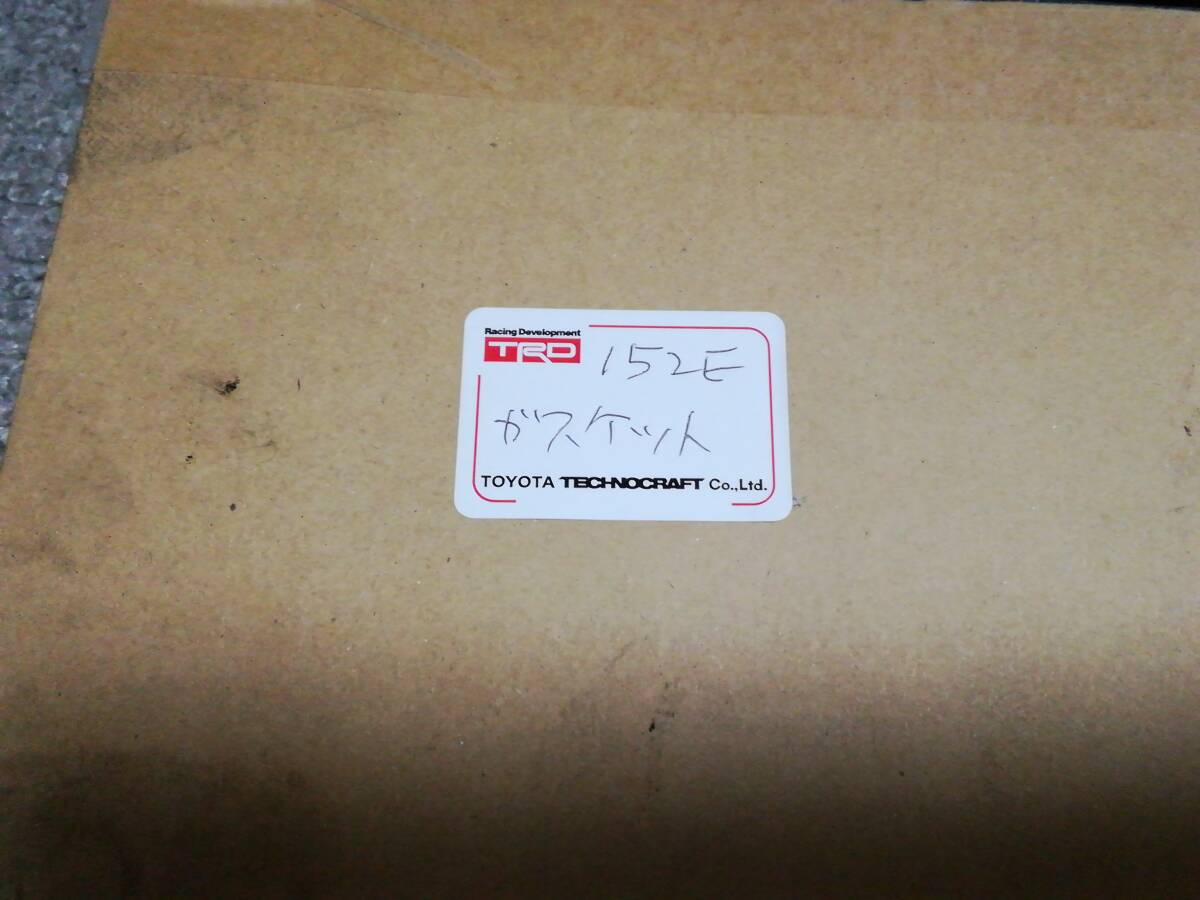 Racing Development
TRD 152E
ガスケット
TOYOTA TECHNOCRAFT Co.,Ltd.